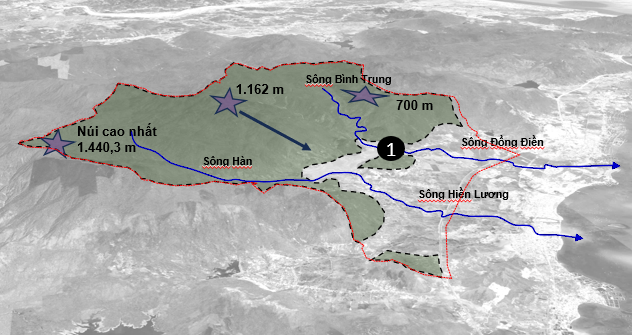 1.162 m
Sông Bình Trung
700 m
Núi cao nhất
1.440,3 m
Sông Hàn
1
Sông Đồng Điền
Sông Hiền Lương